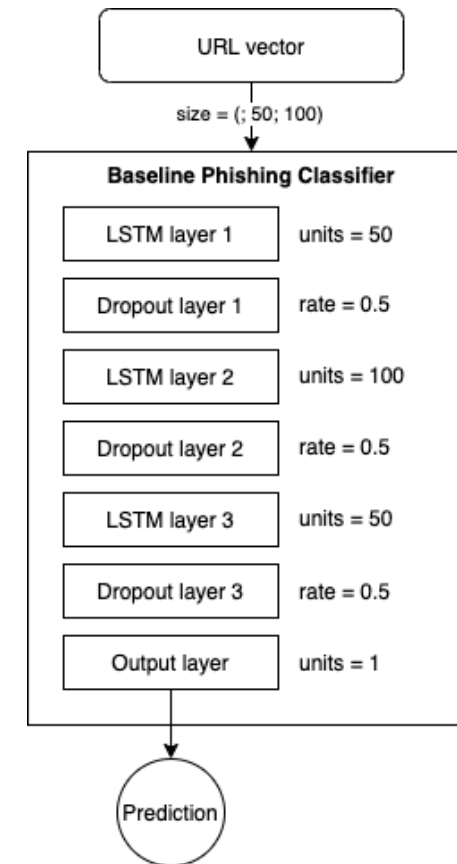 URL vector
size = (; 50; 100)
Baseline Phishing Classifier
LSTM layer 1 units = 50
Dropout layer 1 rate = 0.5
LSTM layer 2 units = 100
Dropout layer 2 rate = 0.5
LSTM layer 3 units = 50
Dropout layer 3 rate = 0.5
Output layer units = 1
Prediction